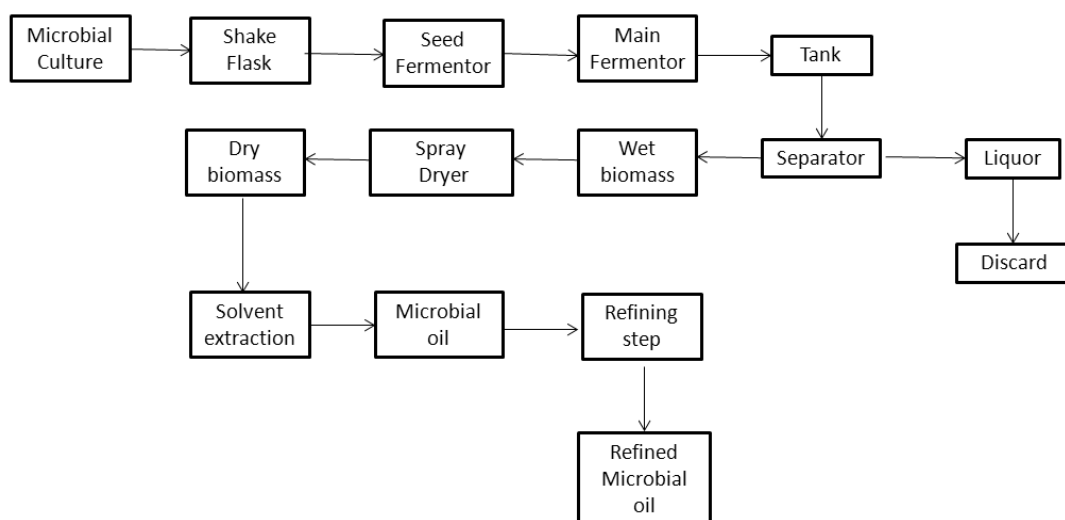 Microbial
Culture
Shake
Flask
Seed
Fermentor
Main
Fermentor
Tank
Dry
biomass
Spray
Dryer
Wet
biomass
Separator
Liquor
Discard
Solvent
extraction
Microbial
oil
Refining
step
Refined
Microbial
oil